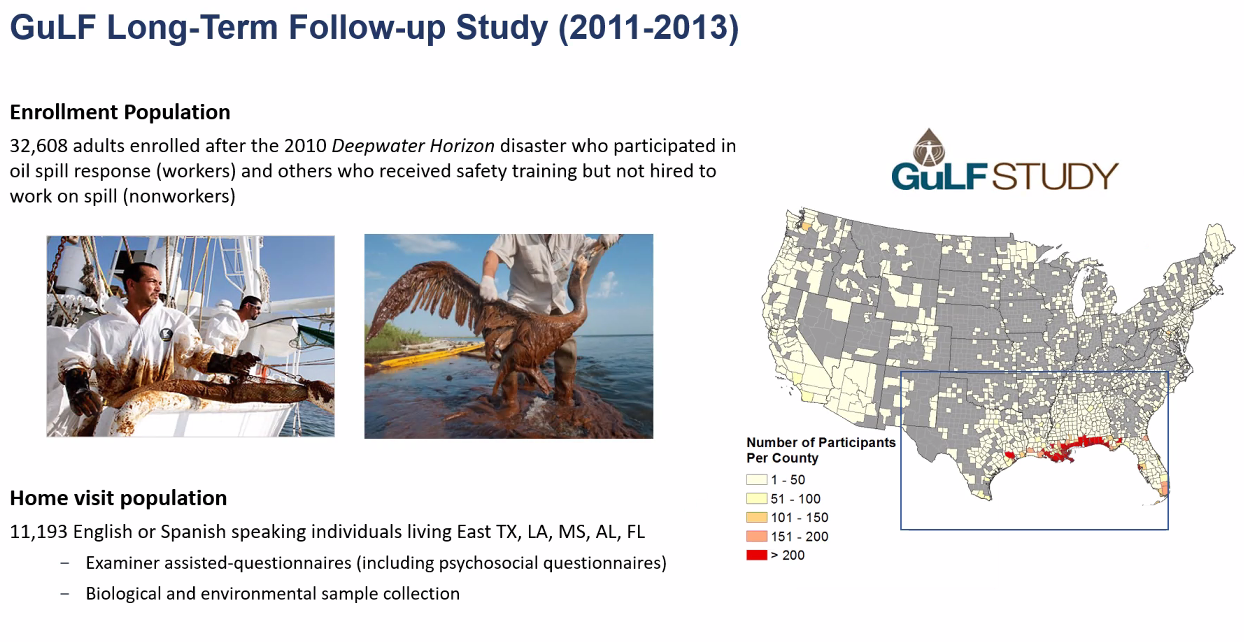 GuLF Long-Term Follow-up Study (2011-2013)
Enrollment Population
32,608 adults enrolled after the 2010 Deepwater Horizon disaster who participated in
oil spill response (workers) and others who received safety training but not hired to
work on spill (nonworkers)
GuLF STUDY
Number of Participants
Per County
1 - 50
51 - 100
101 - 150
151 - 200
> 200
Home visit population
11,193 English or Spanish speaking individuals living East TX, LA, MS, AL, FL
– Examiner assisted-questionnaires (including psychosocial questionnaires)
– Biological and environmental sample collection